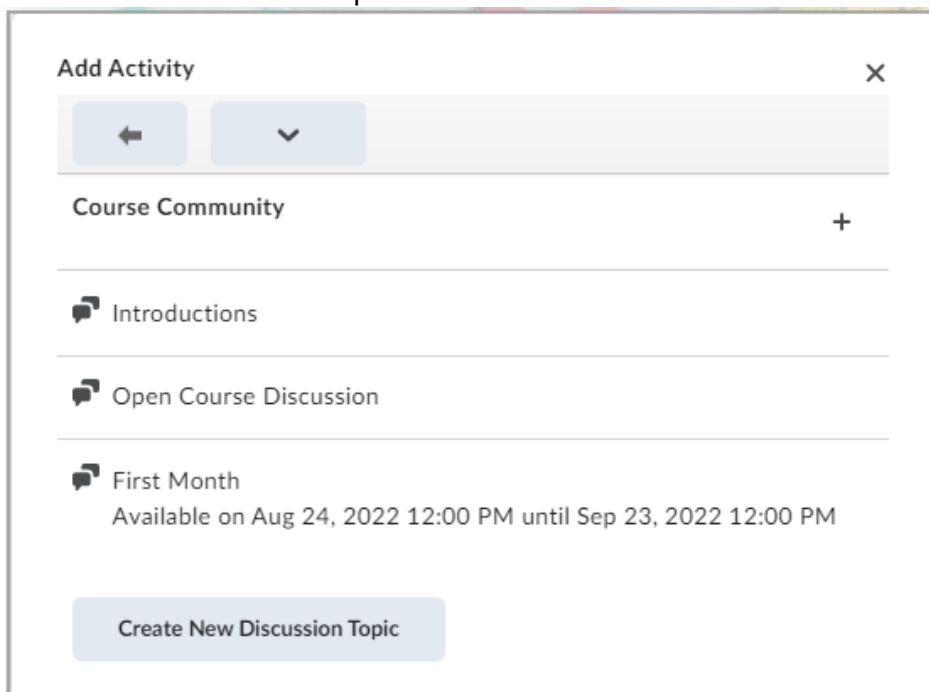 Add Activity
Course Community
Introductions
Open Course Discussion
First Month
Available on Aug 24, 2022 12:00 PM until Sep 23, 2022 12:00 PM
Create New Discussion Topic